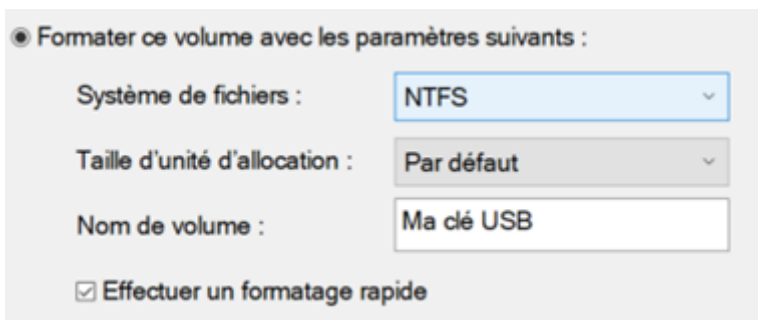 Formater ce volume avec les paramètres suivants :
Système de fichiers : NTFS
Taille d'unité d'allocation : Par défaut
Nom de volume : Ma clé USB
Effectuer un formatage rapide